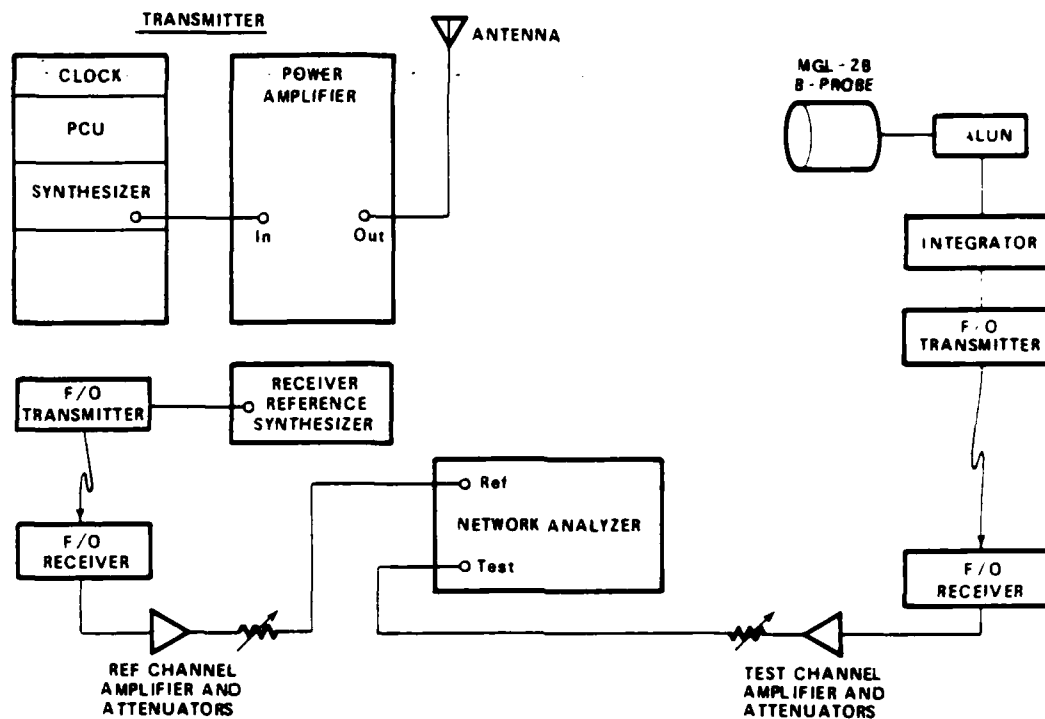 TRANSMITTER
CLOCK
PCU
SYNTHESIZER
POWER
AMPLIFIER
In
Out
ANTENNA
MGL-2B
B-PROBE
ALUN
INTEGRATOR
F/O
TRANSMITTER
F/O
TRANSMITTER
RECEIVER
REFERENCE
SYNTHESIZER
Ref
NETWORK ANALYZER
Test
F/O
RECEIVER
F/O
RECEIVER
REF CHANNEL
AMPLIFIER AND
ATTENUATORS
TEST CHANNEL
AMPLIFIER AND
ATTENUATORS